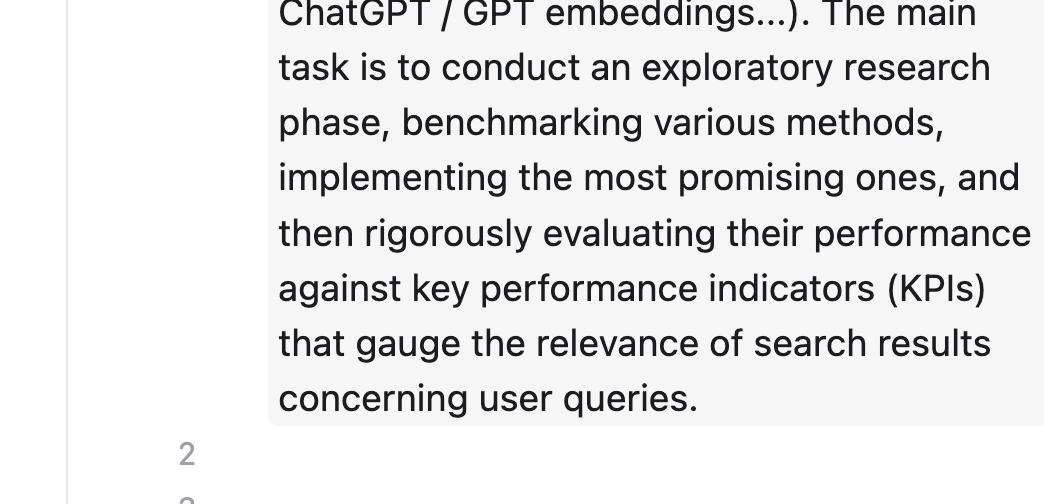 ChatGPT / GPT embeddings...). The main
task is to conduct an exploratory research
phase, benchmarking various methods,
implementing the most promising ones, and
then rigorously evaluating their performance
against key performance indicators (KPIs)
that gauge the relevance of search results
concerning user queries.
2